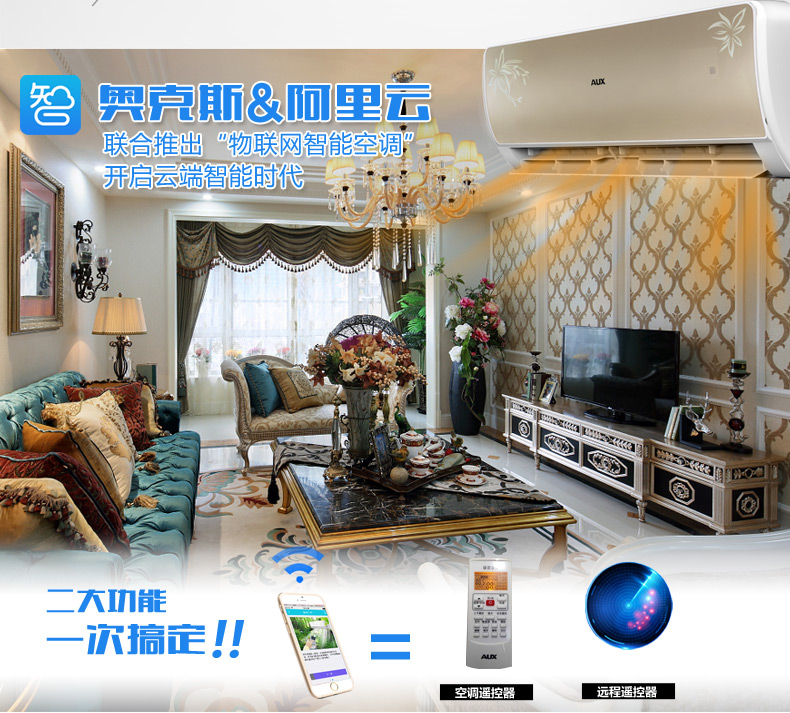 智
奥克斯&阿里云
联合推出“物联网智能空调”
开启云端智能时代
AUX
二大功能
一次搞定!!
=
AUX
空调遥控器
远程遥控器